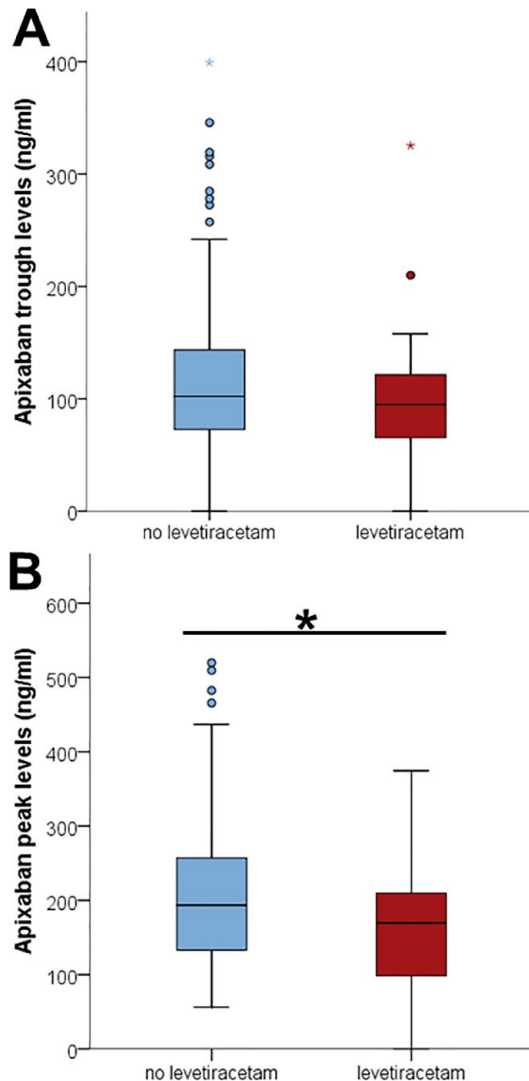 A
Apixaban trough levels (ng/ml)
400
300
200
100
0
no levetiracetam
levetiracetam
B
*
Apixaban peak levels (ng/ml)
600
500
400
300
200
100
0
no levetiracetam
levetiracetam